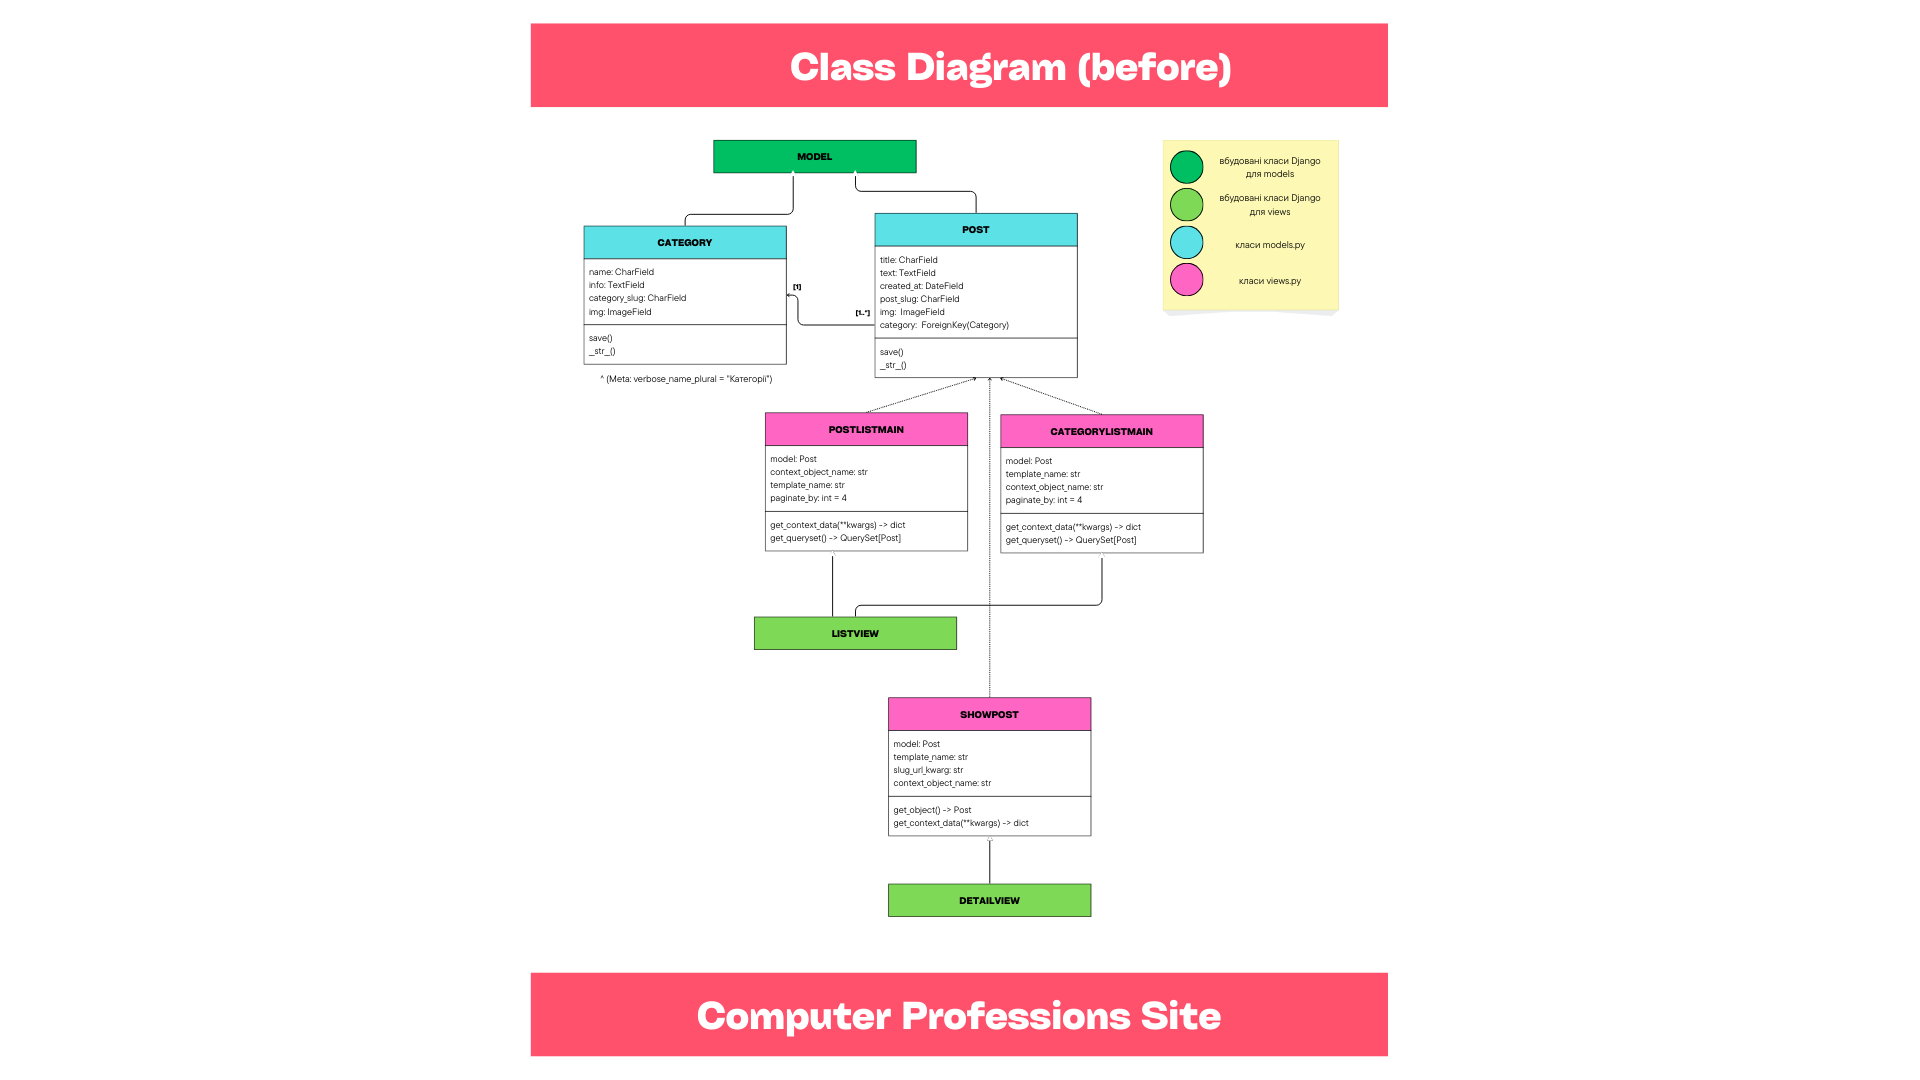 Class Diagram (before)
MODEL
вбудовані класи Django
для models
вбудовані класи Django
для views
класи models.py
класи views.py
CATEGORY
name: CharField
info: TextField
category_slug: CharField
img: ImageField
save()
_str_()
^ (Meta: verbose_name_plural = "Категорії")
[1]
[1..*]
POST
title: CharField
text: TextField
created_at: DateField
post_slug: CharField
img: ImageField
category: ForeignKey(Category)
save()
_str_()
POSTLISTMAIN
model: Post
context_object_name: str
template_name: str
paginate_by: int = 4
get_context_data(**kwargs) -> dict
get_queryset() -> QuerySet[Post]
CATEGORYLISTMAIN
model: Post
template_name: str
context_object_name: str
paginate_by: int = 4
get_context_data(**kwargs) -> dict
get_queryset() -> QuerySet[Post]
LISTVIEW
SHOWPOST
model: Post
template_name: str
slug_url_kwarg: str
context_object_name: str
get_object() -> Post
get_context_data(**kwargs) -> dict
DETAILVIEW
Computer Professions Site